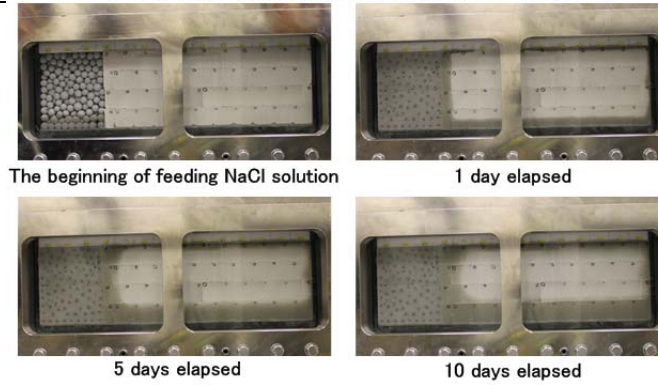 The beginning of feeding NaCl solution
1 day elapsed
5 days elapsed
10 days elapsed